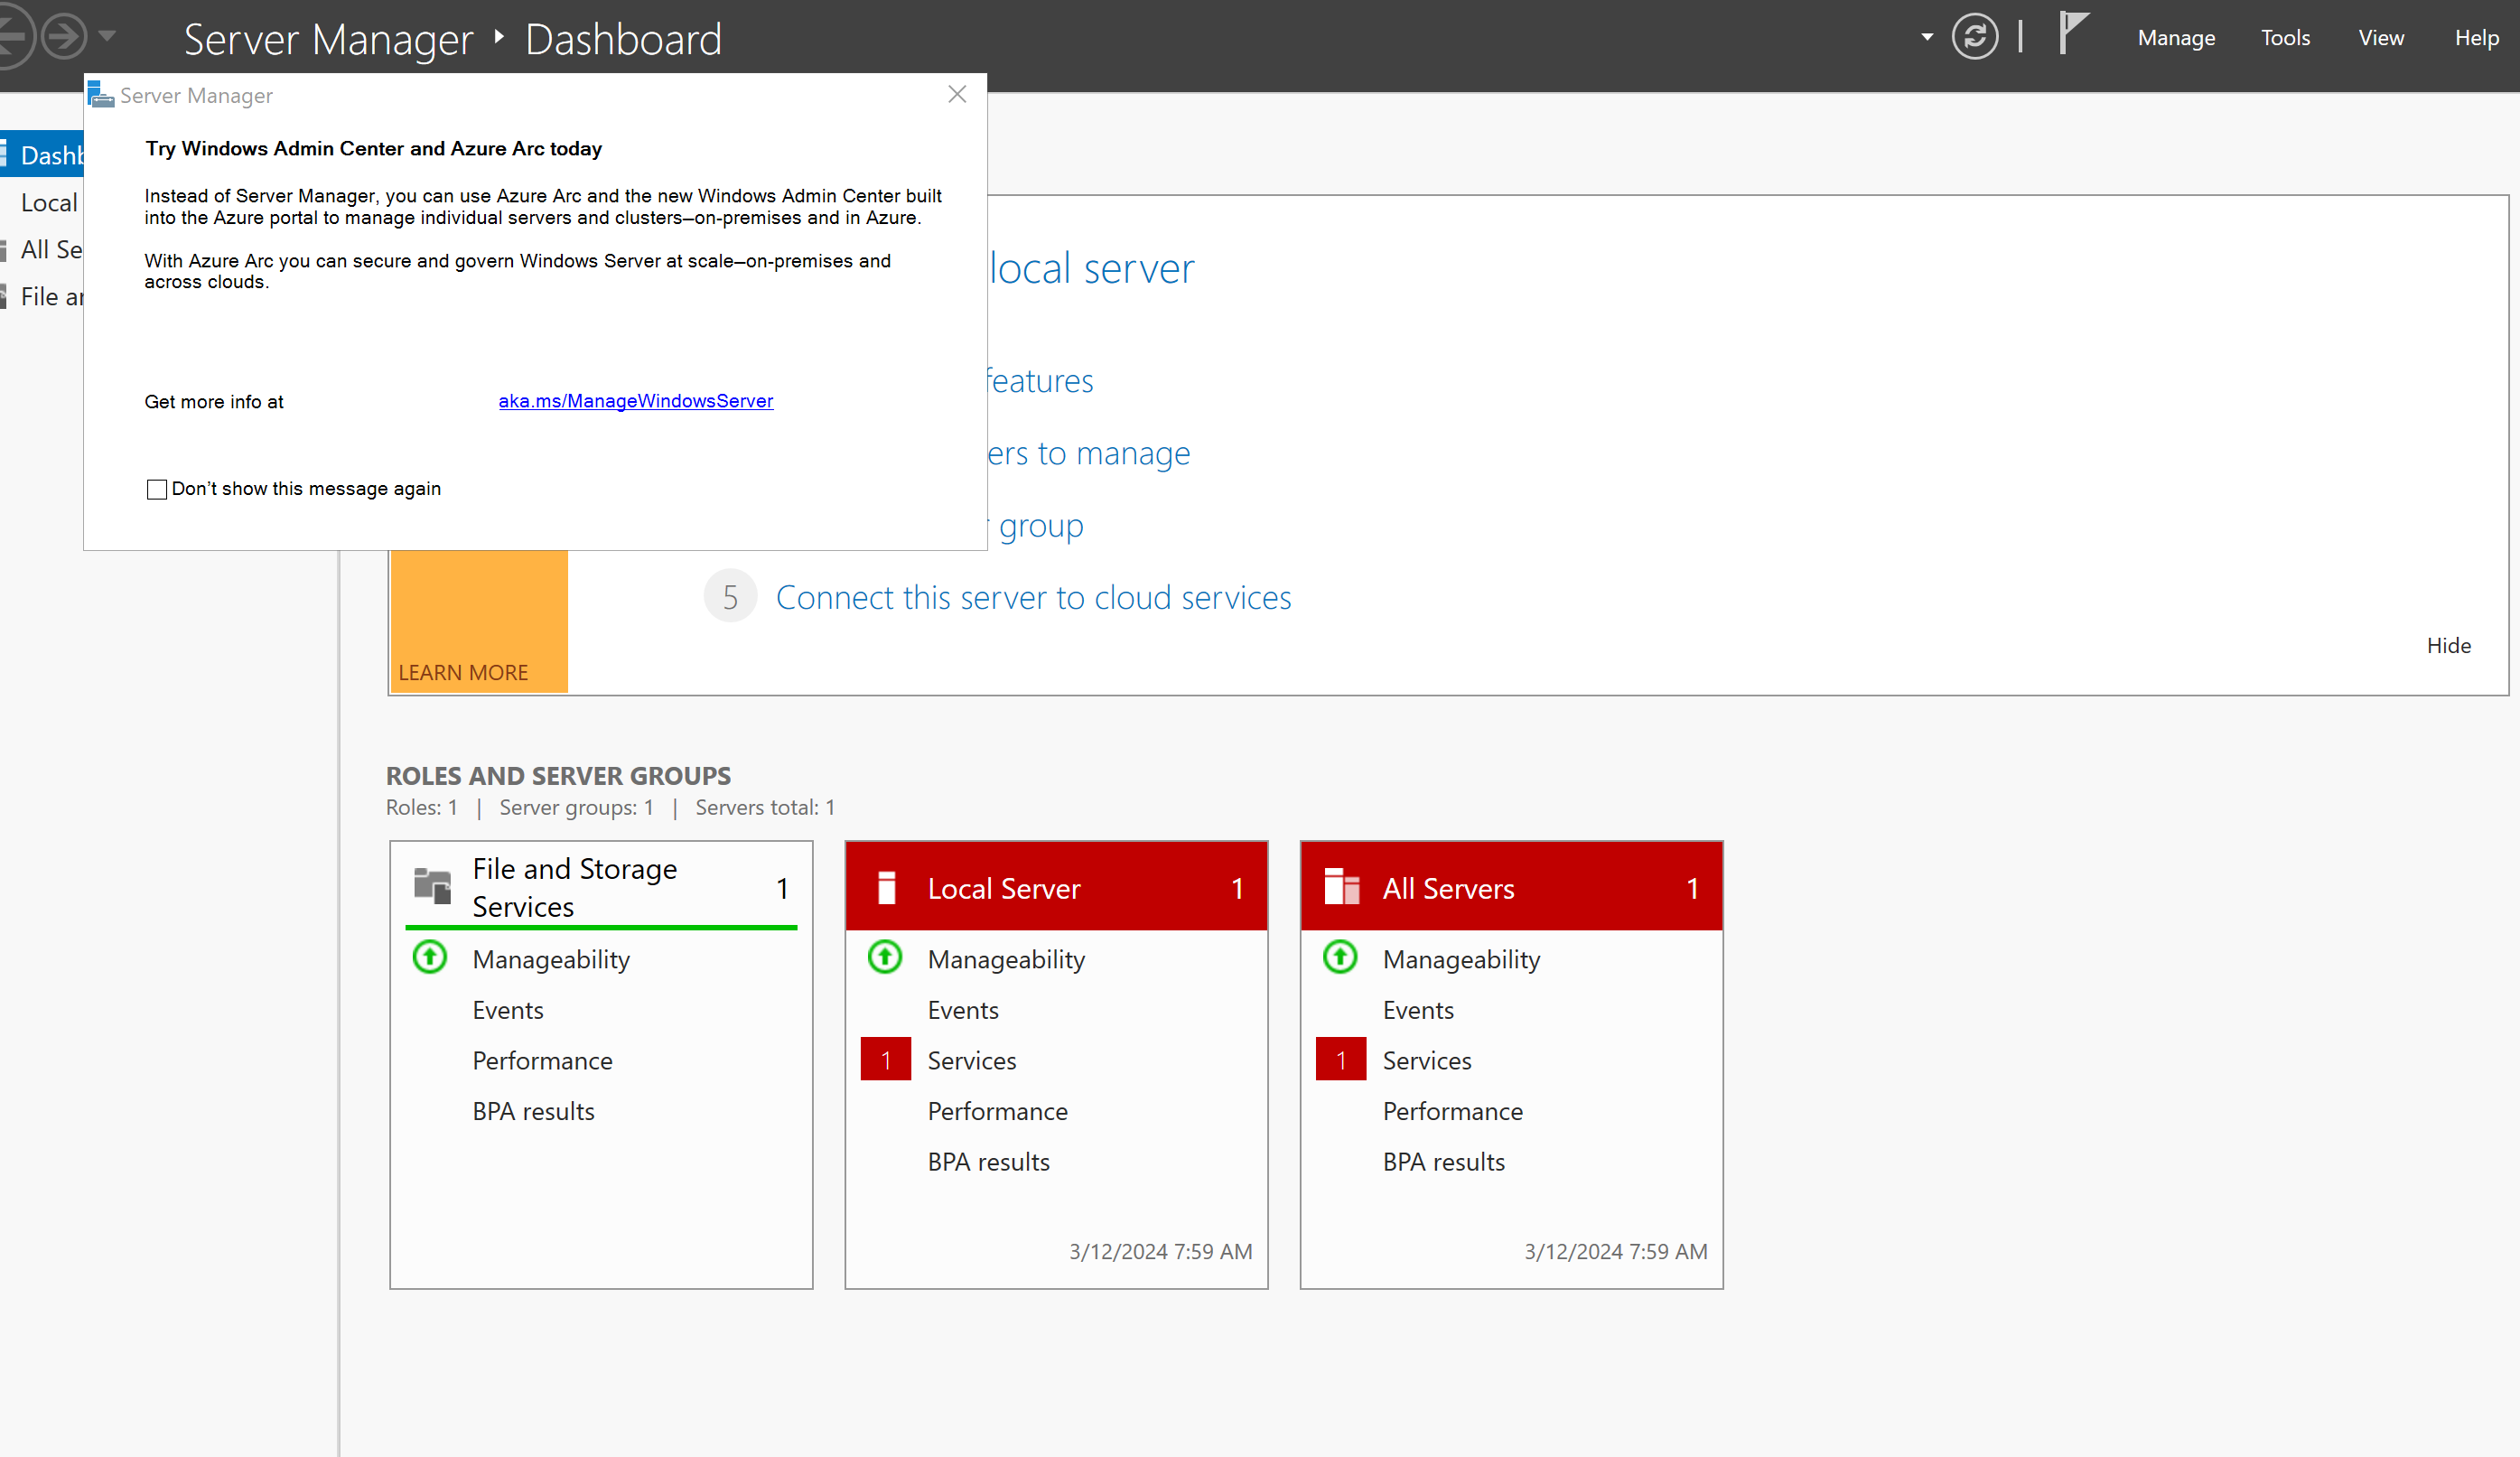 Server Manager Dashboard
Manage Tools View Help
Server Manager
Try Windows Admin Center and Azure Arc today
Instead of Server Manager, you can use Azure Arc and the new Windows Admin Center built
into the Azure portal to manage individual servers and clusters—on-premises and in Azure.
With Azure Arc you can secure and govern Windows Server at scale—on-premises and
across clouds.
Get more info at aka.ms/ManageWindowsServer
Don't show this message again
Local
local server
features
to manage
group
5 Connect this server to cloud services
Hide
LEARN MORE
ROLES AND SERVER GROUPS
Roles: 1 | Server groups: 1 | Servers total: 1
File and Storage
Services 1
Manageability
Events
Performance
BPA results
Local Server 1
Manageability
Events
1 Services
Performance
BPA results
3/12/2024 7:59 AM
All Servers 1
Manageability
Events
1 Services
Performance
BPA results
3/12/2024 7:59 AM